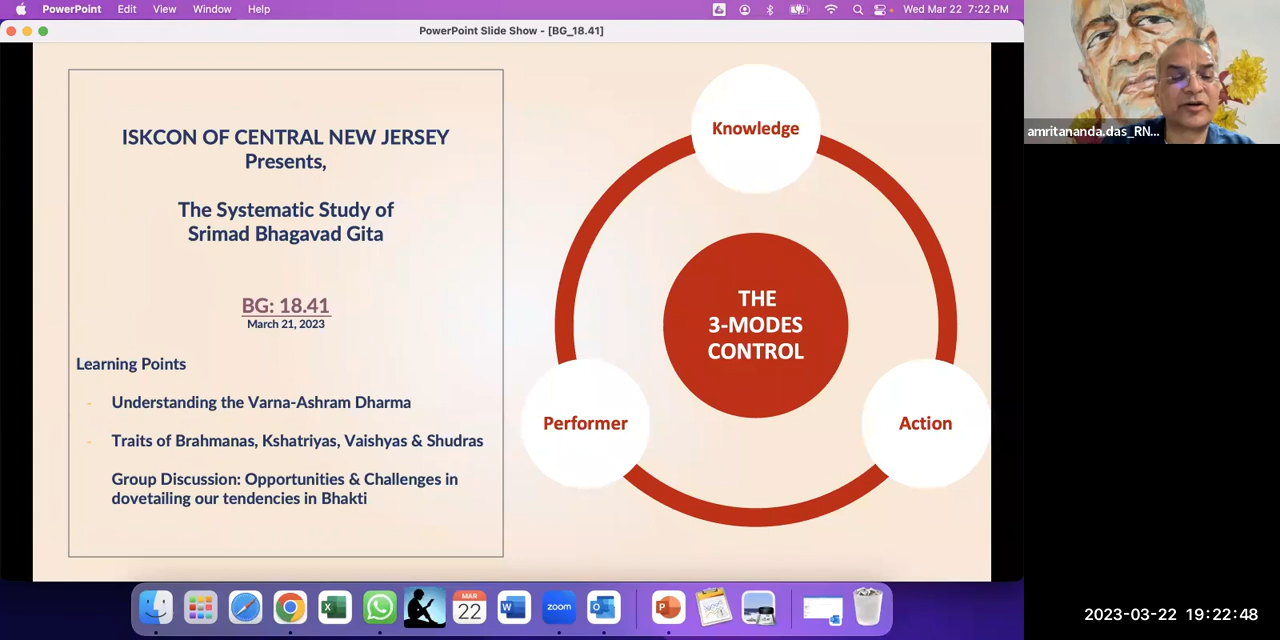 PowerPoint Edit View Window Help
Wed Mar 22 7:22 PM
PowerPoint Slide Show - [BG_18.41]
ISKCON OF CENTRAL NEW JERSEY
Presents,
The Systematic Study of
Srimad Bhagavad Gita
BG: 18.41
March 21, 2023
Learning Points
- Understanding the Varna-Ashram Dharma
- Traits of Brahmanas, Kshatriyas, Vaishyas & Shudras
Group Discussion: Opportunities & Challenges in
dovetailing our tendencies in Bhakti
Knowledge
THE
3-MODES
CONTROL
Performer
Action
amritananda.das_RN...
MAR
22
zoom
2023-03-22 19:22:48